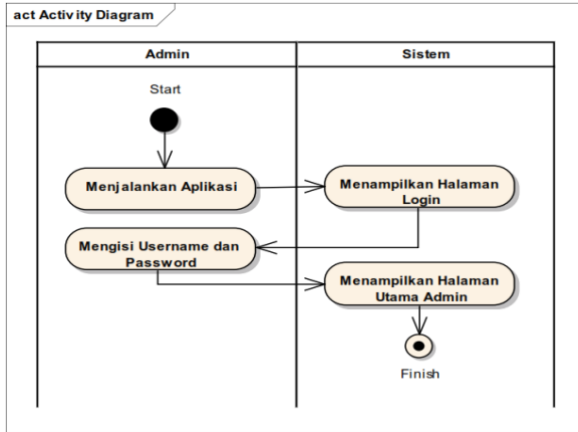 act Activity Diagram
Admin
Sistem
Start
Menjalankan Aplikasi
Menampilkan Halaman
Login
Mengisi Username dan
Password
Menampilkan Halaman
Utama Admin
Finish